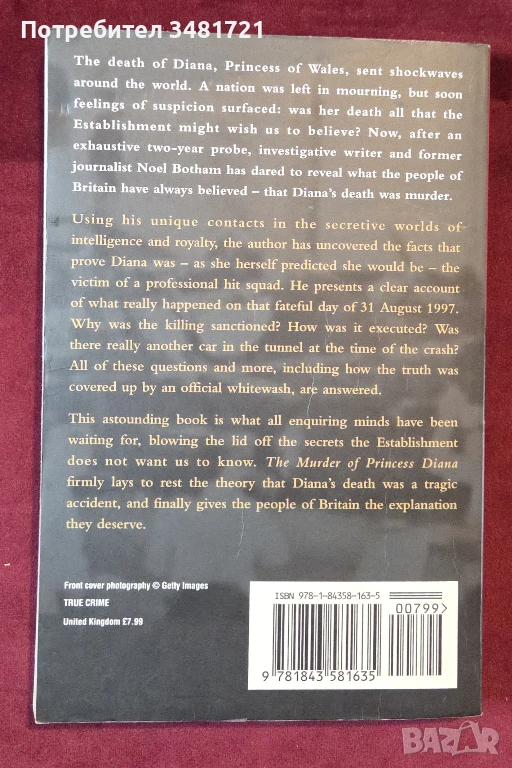 Потребител 3481721
The death of Diana, Princess of Wales, sent shockwaves
around the world. A nation was left in mourning, but soon
feelings of suspicion surfaced: was her death all that the
Establishment might wish us to believe? Now, after an
exhaustive two-year probe, investigative writer and former
journalist Noel Botham has dared to reveal what the people of
Britain have always believed – that Diana's death was murder.
Using his unique contacts in the secretive worlds of
intelligence and royalty, the author has uncovered the facts that
prove Diana was – as she herself predicted she would be – the
victim of a professional hit squad. He presents a clear account
of what really happened on that fateful day of 31 August 1997.
Why was the killing sanctioned? How was it executed? Was
there really another car in the tunnel at the time of the crash?
All of these questions and more, including how the truth was
covered up by an official whitewash, are answered.
This astounding book is what all enquiring minds have been
waiting for, blowing the lid off the secrets the Establishment
does not want us to know. The Murder of Princess Diana
firmly lays to rest the theory that Diana's death was a tragic
accident, and finally gives the people of Britain the explanation
they deserve.
Front cover photography © Getty Images
TRUE CRIME
United Kingdom £7.99
ISBN 978-1-84358-163-5
00799>
9 781843 581635
BAZAR